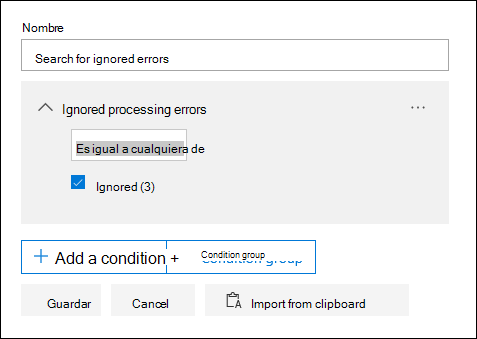 Nombre
Search for ignored errors
Ignored processing errors
Es igual a cualquiera de
Ignored (3)
Add a condition + Condition group
Condition group
Guardar Cancel Import from clipboard